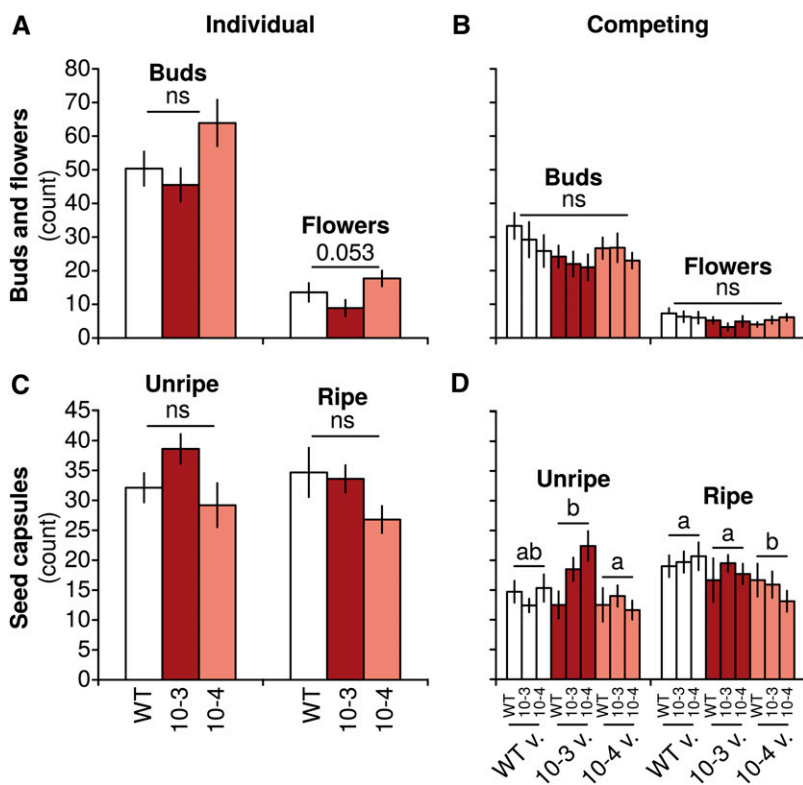 A Individual
B Competing
Buds and flowers
(count)
80
70
60
50
40
30
20
10
0
Buds
ns
Flowers
0.053
Buds
ns
Flowers
ns
C
D
Seed capsules
(count)
45
40
35
30
25
20
15
10
5
0
Unripe
ns
Ripe
ns
Unripe
ab b a
Ripe
a a b
WT 10-3 10-4 WT 10-3 10-4
WT 10-3 10-4 WT 10-3 10-4 WT 10-3 10-4 WT 10-3 10-4 WT 10-3 10-4 WT 10-3 10-4
WT v. 10-3 v. 10-4 v. WT v. 10-3 v. 10-4 v.